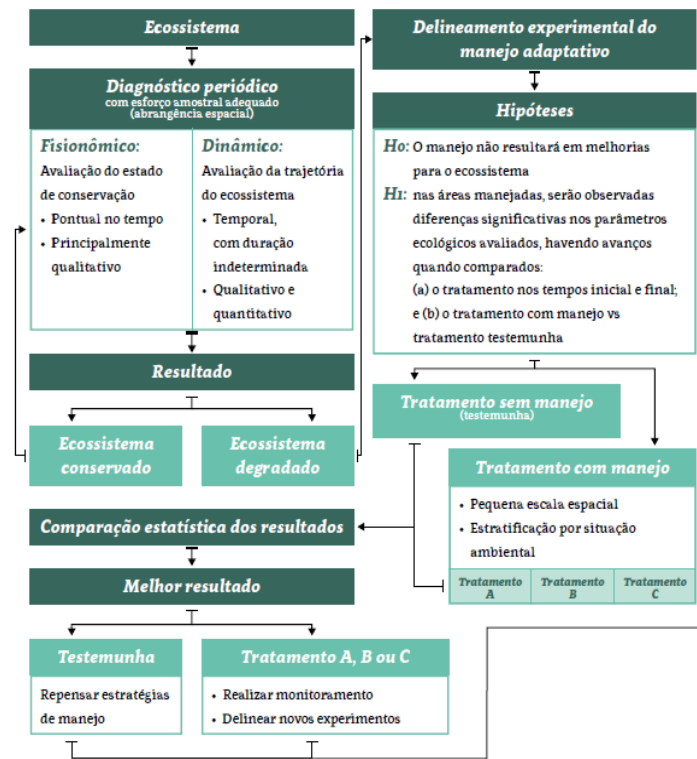 Ecossistema
Diagnóstico periódico
com esforço amostral adequado
(abrangência espacial)
Fisionômico:
Avaliação do estado
de conservação
• Pontual no tempo
• Principalmente
qualitativo
Dinâmico:
Avaliação da trajetória
do ecossistema
• Temporal,
com duração
indeterminada
• Qualitativo e
quantitativo
Resultado
Ecossistema
conservado
Ecossistema
degradado
Delineamento experimental do
manejo adaptativo
Hipóteses
H0: O manejo não resultará em melhorias
para o ecossistema
H1: nas áreas manejadas, serão observadas
diferenças significativas nos parâmetros
ecológicos avaliados, havendo avanços
quando comparados:
(a) o tratamento nos tempos inicial e final;
e (b) o tratamento com manejo vs
tratamento testemunha
Tratamento sem manejo
(testemunha)
Tratamento com manejo
• Pequena escala espacial
• Estratificação por situação
ambiental
Tratamento
A
Tratamento
B
Tratamento
C
Comparação estatística dos resultados
Melhor resultado
Testemunha
Repensar estratégias
de manejo
Tratamento A, B ou C
• Realizar monitoramento
• Delinear novos experimentos